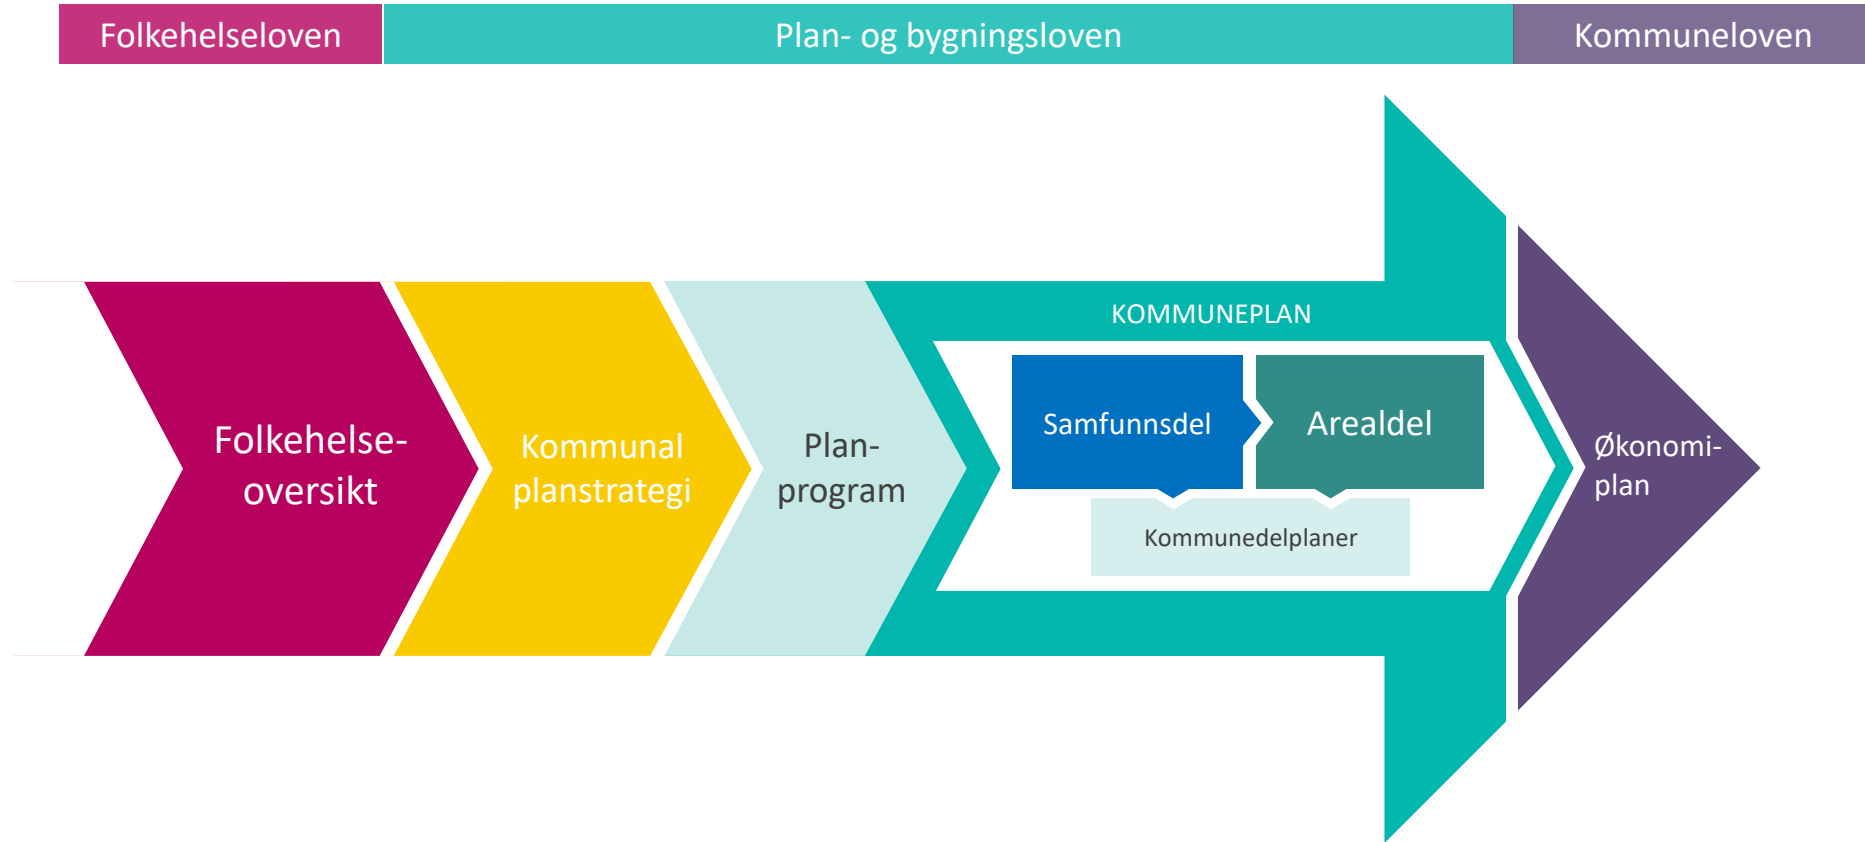 Folkehelseloven
Plan- og bygningsloven
Kommuneloven
KOMMUNEPLAN
Folkehelse-
oversikt
Kommunal
planstrategi
Plan-
program
Samfunnsdel
Arealdel
Kommunedelplaner
Økonomi-
plan